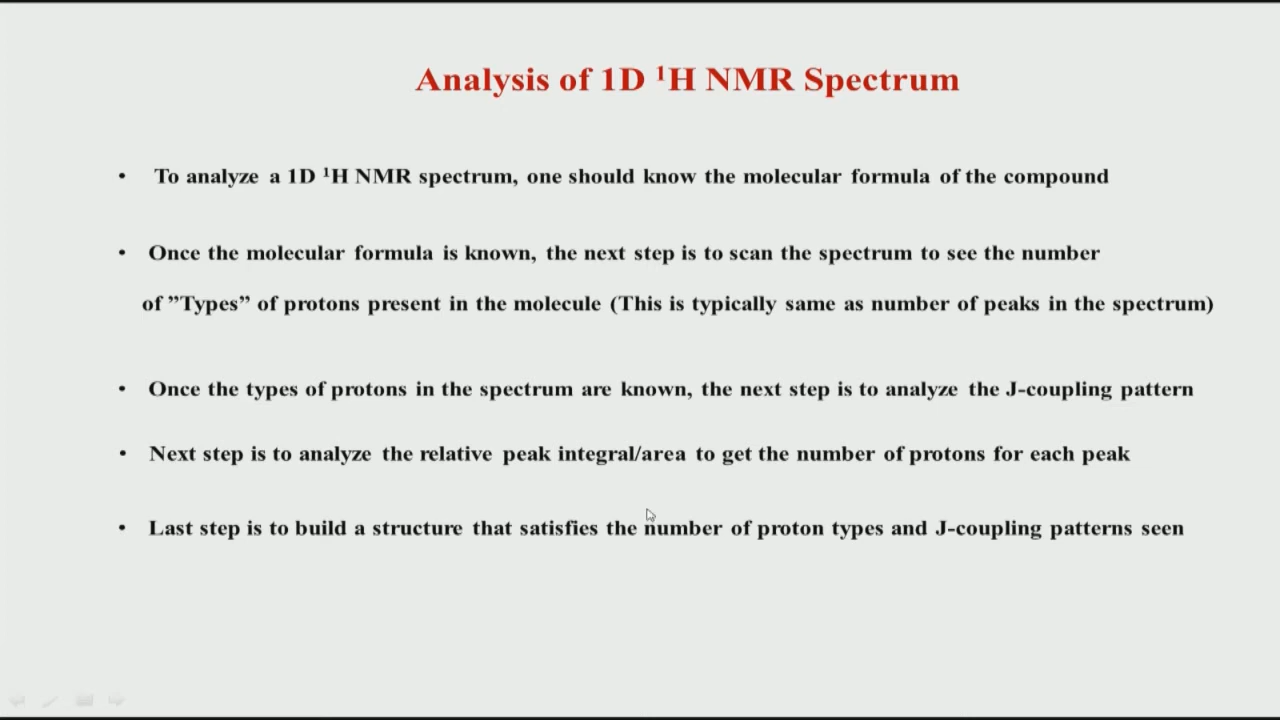 Analysis of 1D ¹H NMR Spectrum
• To analyze a 1D ¹H NMR spectrum, one should know the molecular formula of the compound
• Once the molecular formula is known, the next step is to scan the spectrum to see the number
of ”Types” of protons present in the molecule (This is typically same as number of peaks in the spectrum)
• Once the types of protons in the spectrum are known, the next step is to analyze the J-coupling pattern
• Next step is to analyze the relative peak integral/area to get the number of protons for each peak
• Last step is to build a structure that satisfies the number of proton types and J-coupling patterns seen